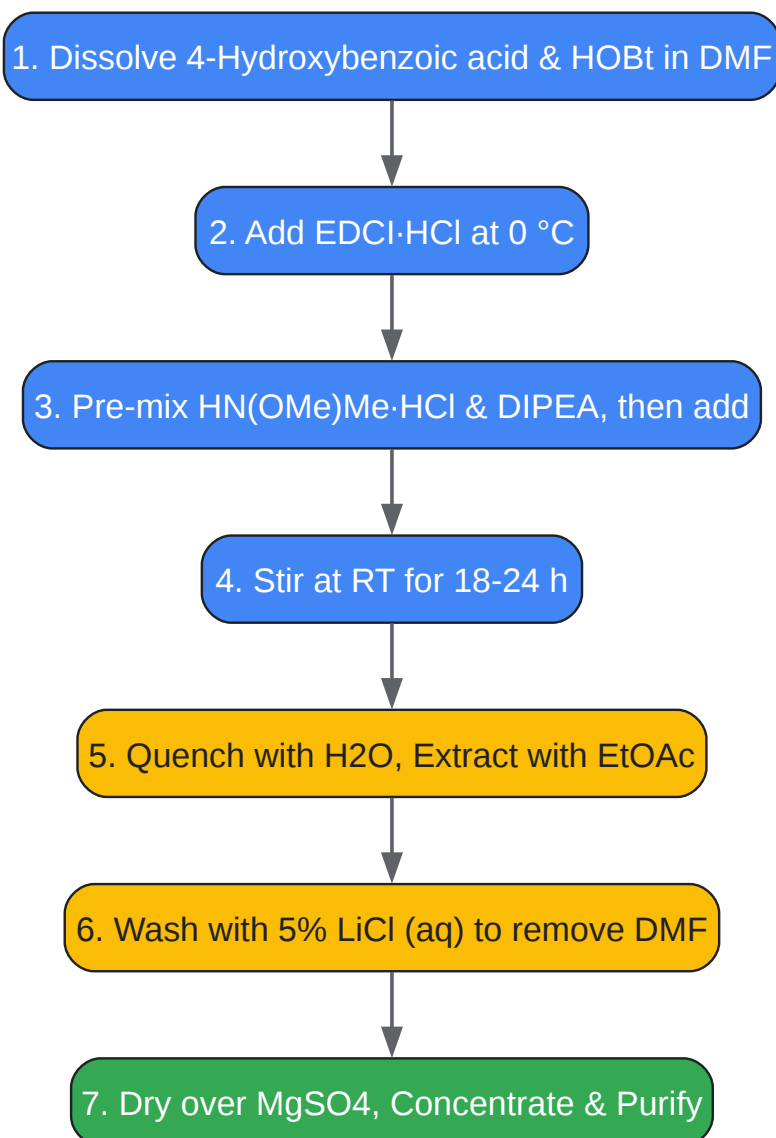 1. Dissolve 4-Hydroxybenzoic acid & HOBt in DMF
2. Add EDCI·HCl at 0 °C
3. Pre-mix HN(OMe)Me·HCl & DIPEA, then add
4. Stir at RT for 18-24 h
5. Quench with H2O, Extract with EtOAc
6. Wash with 5% LiCl (aq) to remove DMF
7. Dry over MgSO4, Concentrate & Purify